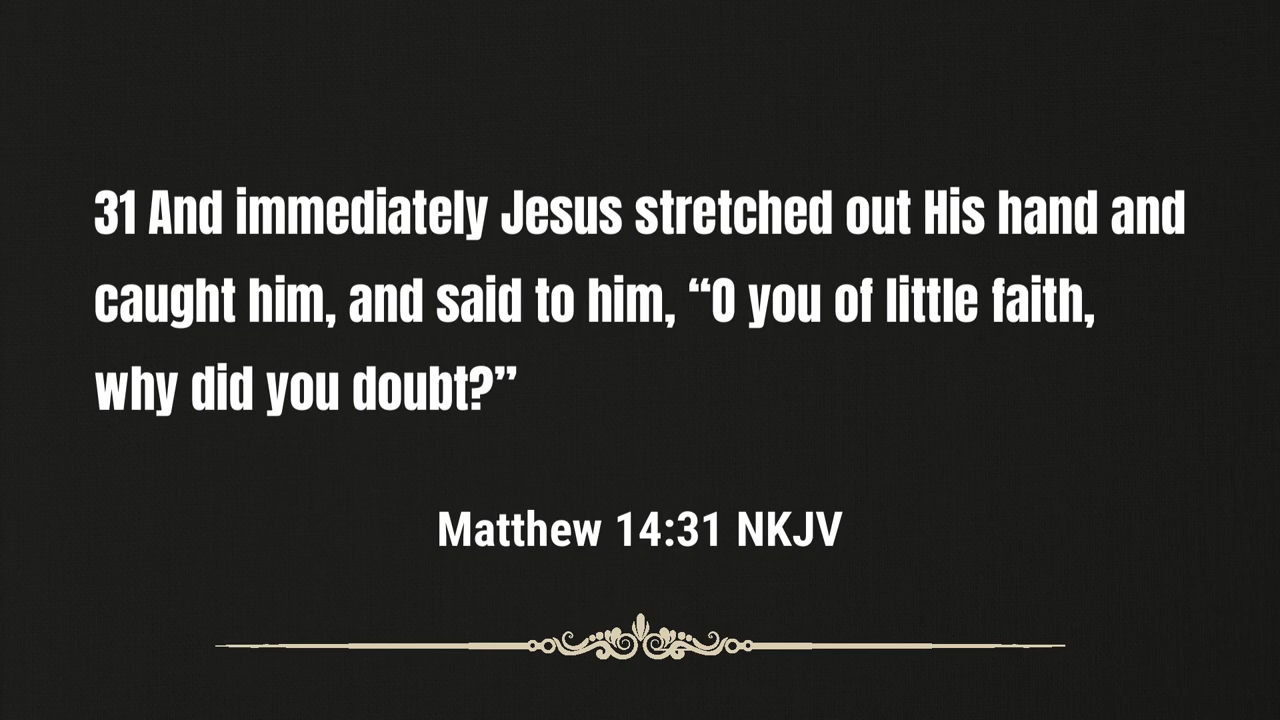 31 And immediately Jesus stretched out His hand and
caught him, and said to him, “O you of little faith,
why did you doubt?”
Matthew 14:31 NKJV